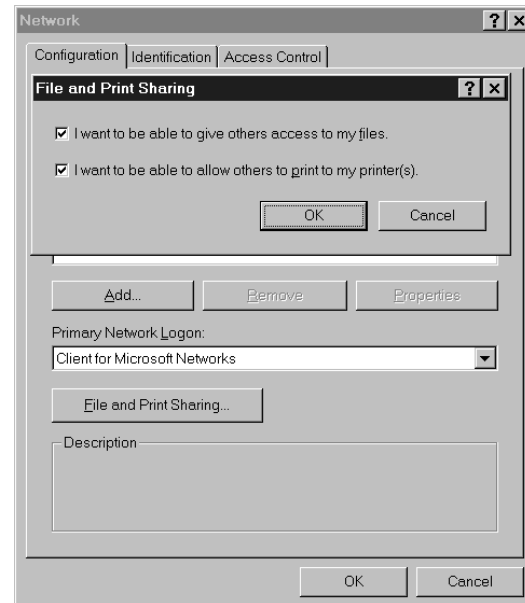 Network
Configuration Identification Access Control
File and Print Sharing
I want to be able to give others access to my files.
I want to be able to allow others to print to my printer(s).
OK Cancel
Add... Remove Properties
Primary Network Logon:
Client for Microsoft Networks
File and Print Sharing...
Description
OK Cancel